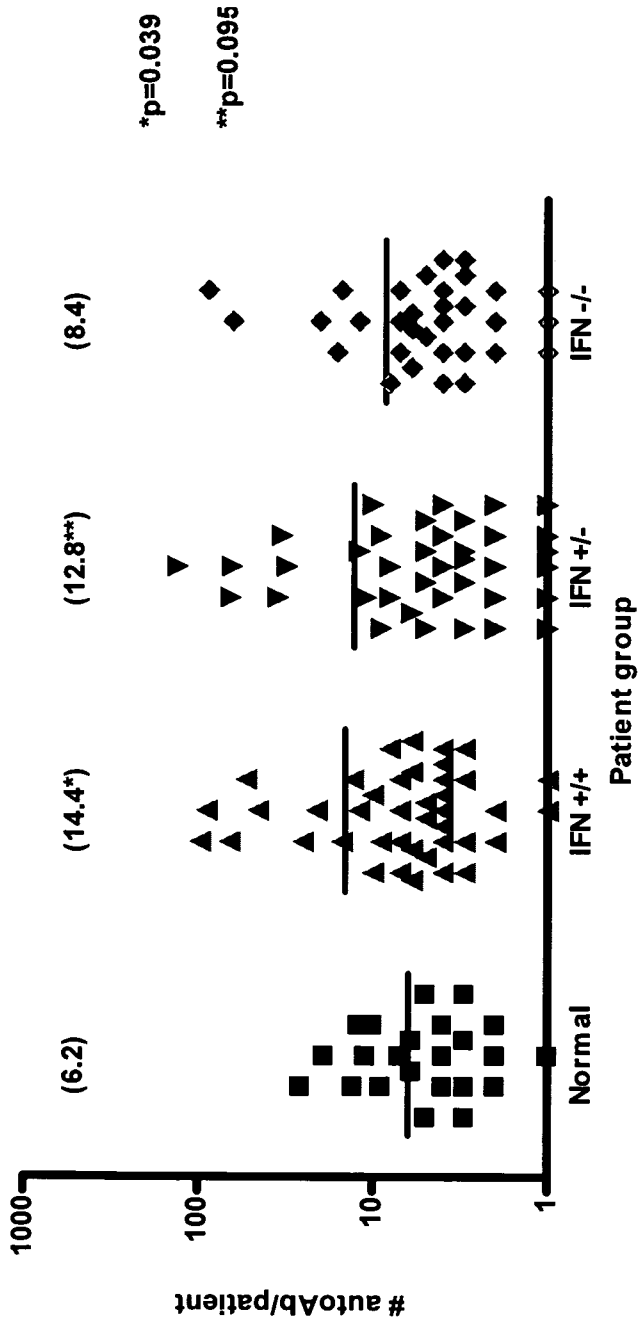 *p=0.039
**p=0.095
(6.2)
(14.4*)
(12.8**)
(8.4)
1000
100
10
1
# autoAb/patient
Normal
IFN +/+
IFN +/-
IFN -/-
Patient group